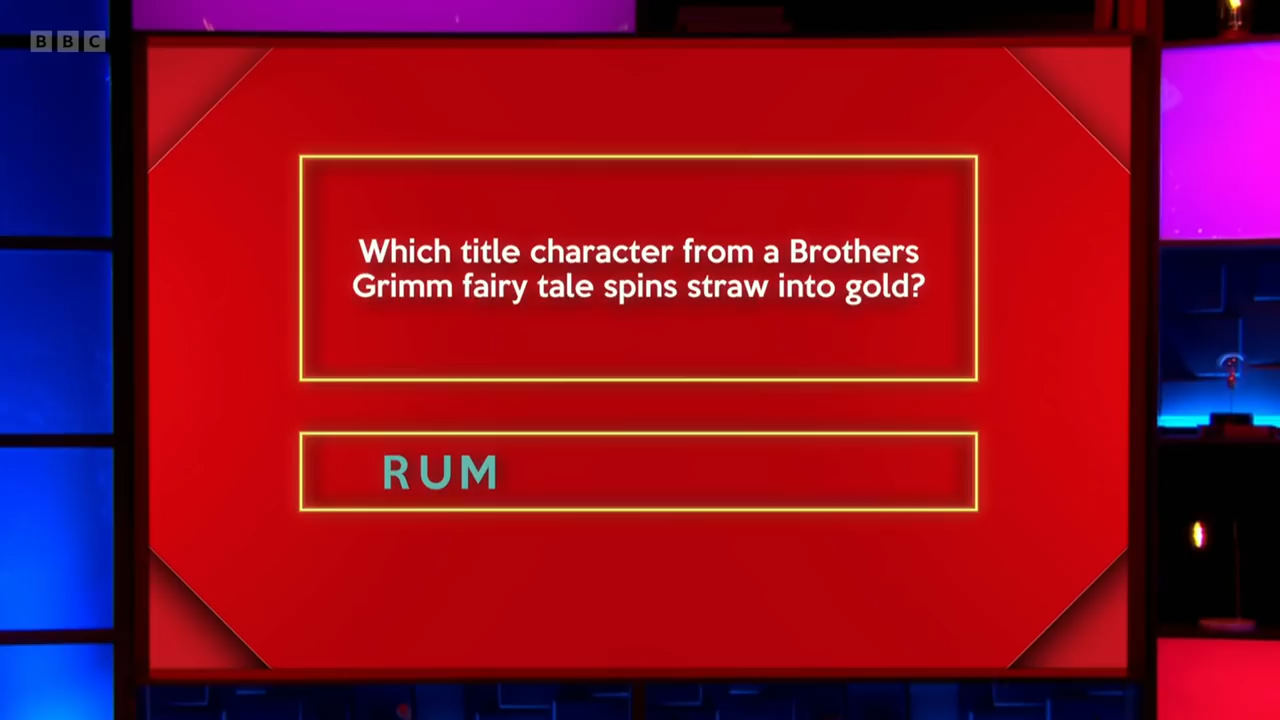 BBC
Which title character from a Brothers
Grimm fairy tale spins straw into gold?
RUM